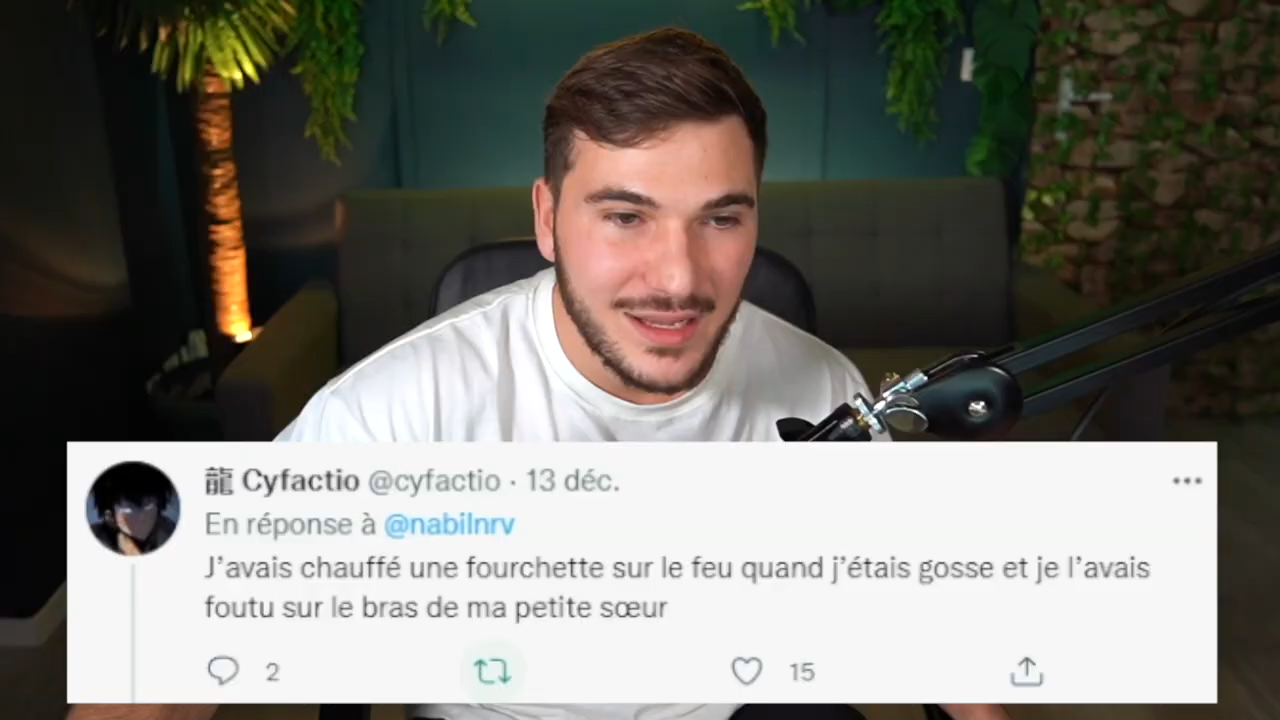 龍 Cyfactio @cyfactio · 13 déc.
En réponse à @nabilnrv
J'avais chauffé une fourchette sur le feu quand j'étais gosse et je l'avais
foutu sur le bras de ma petite sœur
2 15